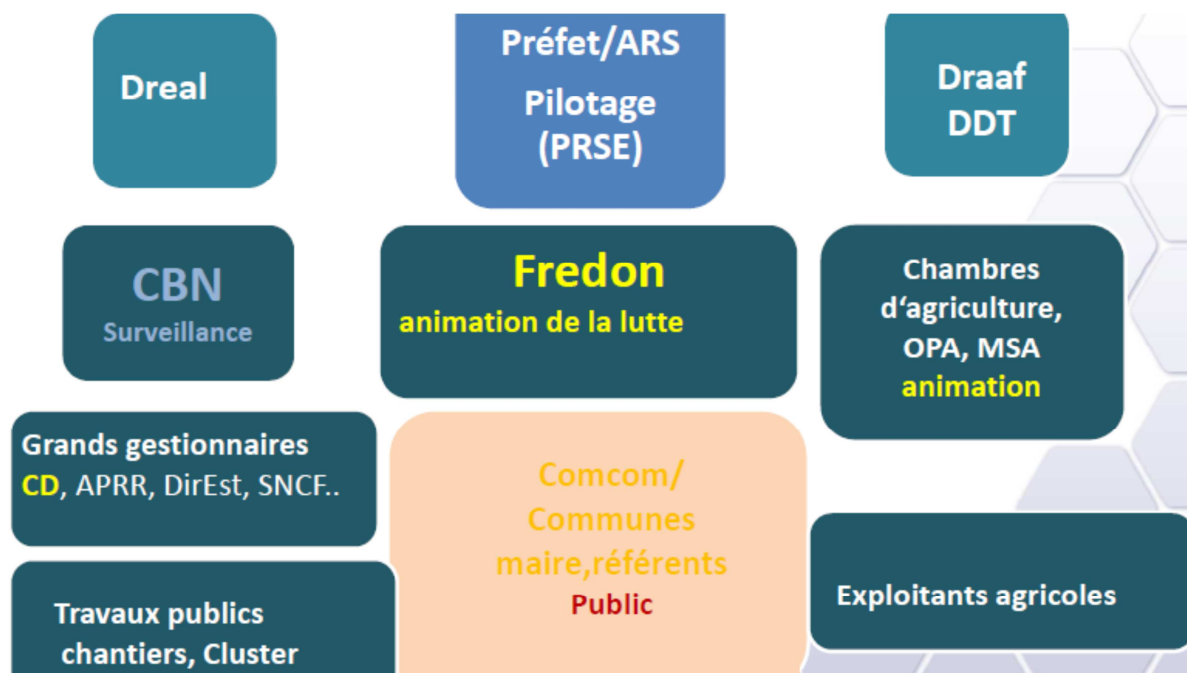 Dreal
Préfet/ARS
Pilotage
(PRSE)
Draaf
DDT
CBN
Surveillance
Fredon
animation de la lutte
Chambres
d‘agriculture,
OPA, MSA
animation
Grands gestionnaires
CD, APRR, DirEst, SNCF..
Comcom/
Communes
maire,référents
Public
Exploitants agricoles
Travaux publics
chantiers, Cluster